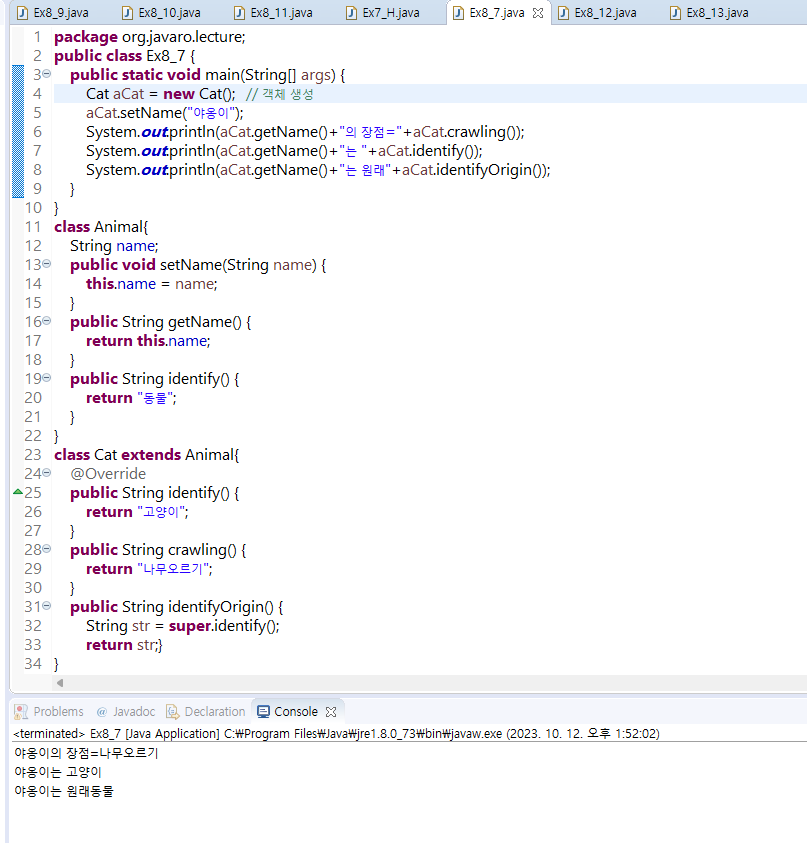 Ex8_9.java Ex8_10.java Ex8_11.java Ex7_H.java Ex8_7.java Ex8_12.java Ex8_13.java
1 package org.javaro.lecture;
2 public class Ex8_7 {
3 public static void main(String[] args) {
4 Cat aCat = new Cat(); // 객체 생성
5 aCat.setName("야옹이");
6 System.out.println(aCat.getName()+"의 장점="+aCat.crawling());
7 System.out.println(aCat.getName()+"는 "+aCat.identify());
8 System.out.println(aCat.getName()+"는 원래"+aCat.identifyOrigin());
9 }
10 }
11 class Animal{
12 String name;
13 public void setName(String name) {
14 this.name = name;
15 }
16 public String getName() {
17 return this.name;
18 }
19 public String identify() {
20 return "동물";
21 }
22 }
23 class Cat extends Animal{
24 @Override
25 public String identify() {
26 return "고양이";
27 }
28 public String crawling() {
29 return "나무오르기";
30 }
31 public String identifyOrigin() {
32 String str = super.identify();
33 return str;}
34 }
Problems @ Javadoc Declaration Console
<terminated> Ex8_7 [Java Application] C:₩Program Files₩Java₩jre1.8.0_73₩bin₩javaw.exe (2023. 10. 12. 오후 1:52:02)
야옹이의 장점=나무오르기
야옹이는 고양이
야옹이는 원래동물